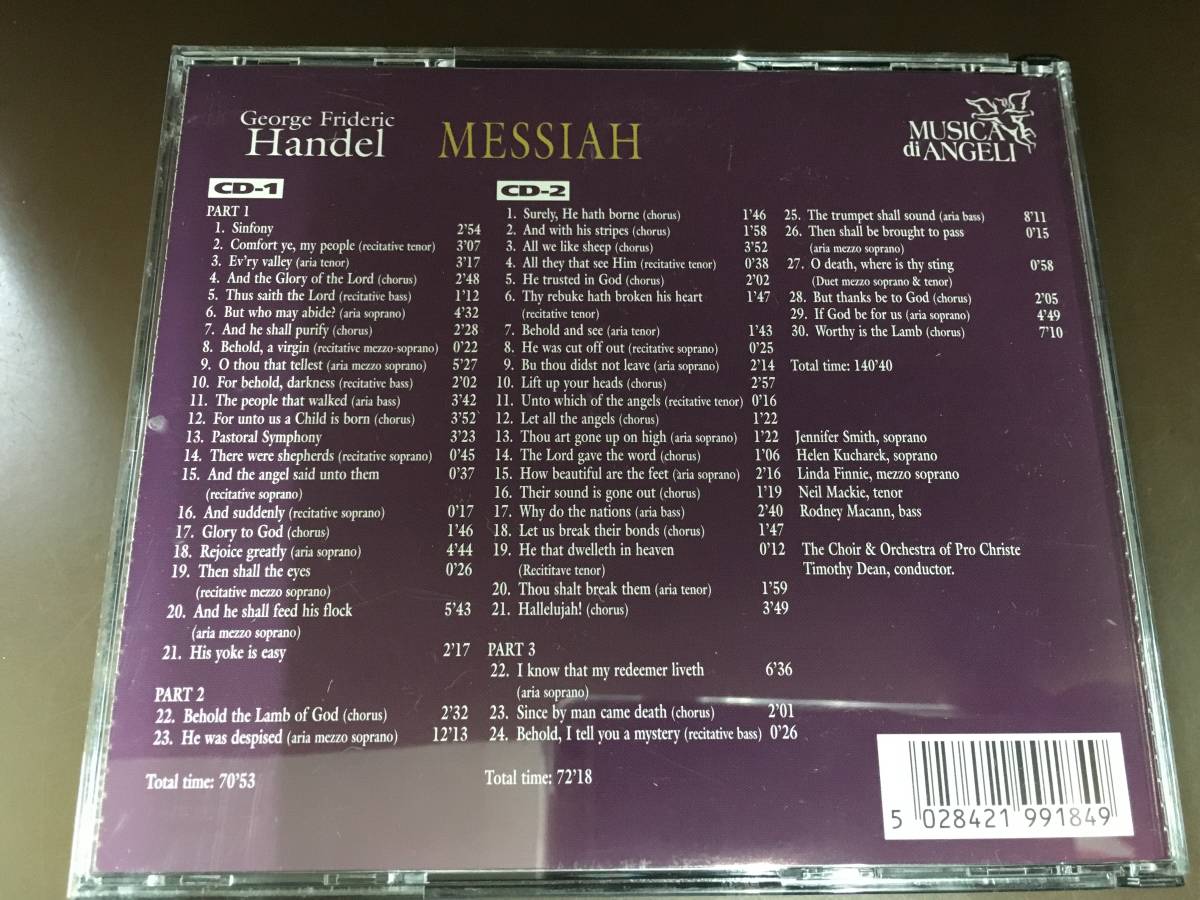 George Frideric
Handel
MESSIAH
MUSICA
di ANGELI
CD-1
PART 1
1. Sinfony 2'54
2. Comfort ye, my people (recitative tenor) 3'07
3. Ev'ry valley (aria tenor) 3'17
4. And the Glory of the Lord (chorus) 2'48
5. Thus saith the Lord (recitative bass) 1'12
6. But who may abide? (aria soprano) 4'32
7. And he shall purify (chorus) 2'28
8. Behold, a virgin (recitative mezzo-soprano) 0'22
9. O thou that tellest (aria mezzo soprano) 5'27
10. For behold, darkness (recitative bass) 2'02
11. The people that walked (aria bass) 3'42
12. For unto us a Child is born (chorus) 3'52
13. Pastoral Symphony 3'23
14. There were shepherds (recitative soprano) 0'45
15. And the angel said unto them 0'37
(recitative soprano)
16. And suddenly (recitative soprano) 0'17
17. Glory to God (chorus) 1'46
18. Rejoice greatly (aria soprano) 4'44
19. Then shall the eyes 0'26
(recitative mezzo soprano)
20. And he shall feed his flock 5'43
(aria mezzo soprano)
21. His yoke is easy 2'17
PART 2
22. Behold the Lamb of God (chorus) 2'32
23. He was despised (aria mezzo soprano) 12'13
Total time: 70'53
CD-2
1. Surely, He hath borne (chorus) 1'46
2. And with his stripes (chorus) 1'58
3. All we like sheep (chorus) 3'52
4. All they that see Him (recitative tenor) 0'38
5. He trusted in God (chorus) 2'02
6. Thy rebuke hath broken his heart 1'47
(recitative tenor)
7. Behold and see (aria tenor) 1'43
8. He was cut off out (recitative soprano) 0'25
9. Bu thou didst not leave (aria soprano) 2'14
10. Lift up your heads (chorus) 2'57
11. Unto which of the angels (recitative tenor) 0'16
12. Let all the angels (chorus) 1'22
13. Thou art gone up on high (aria soprano) 1'22
14. The Lord gave the word (chorus) 1'06
15. How beautiful are the feet (aria soprano) 2'16
16. Their sound is gone out (chorus) 1'19
17. Why do the nations (aria bass) 2'40
18. Let us break their bonds (chorus) 1'47
19. He that dwelleth in heaven 0'12
(Recititave tenor)
20. Thou shalt break them (aria tenor) 1'59
21. Hallelujah! (chorus) 3'49
PART 3
22. I know that my redeemer liveth 6'36
(aria soprano)
23. Since by man came death (chorus) 2'01
24. Behold, I tell you a mystery (recitative bass) 0'26
Total time: 72'18
25. The trumpet shall sound (aria bass) 8'11
26. Then shall be brought to pass 0'15
(aria mezzo soprano)
27. O death, where is thy sting 0'58
(Duet mezzo soprano & tenor)
28. But thanks be to God (chorus) 2'05
29. If God be for us (aria soprano) 4'49
30. Worthy is the Lamb (chorus) 7'10
Total time: 140'40
Jennifer Smith, soprano
Helen Kucharek, soprano
Linda Finnie, mezzo soprano
Neil Mackie, tenor
Rodney Macann, bass
The Choir & Orchestra of Pro Christe
Timothy Dean, conductor.
5 028421 991849